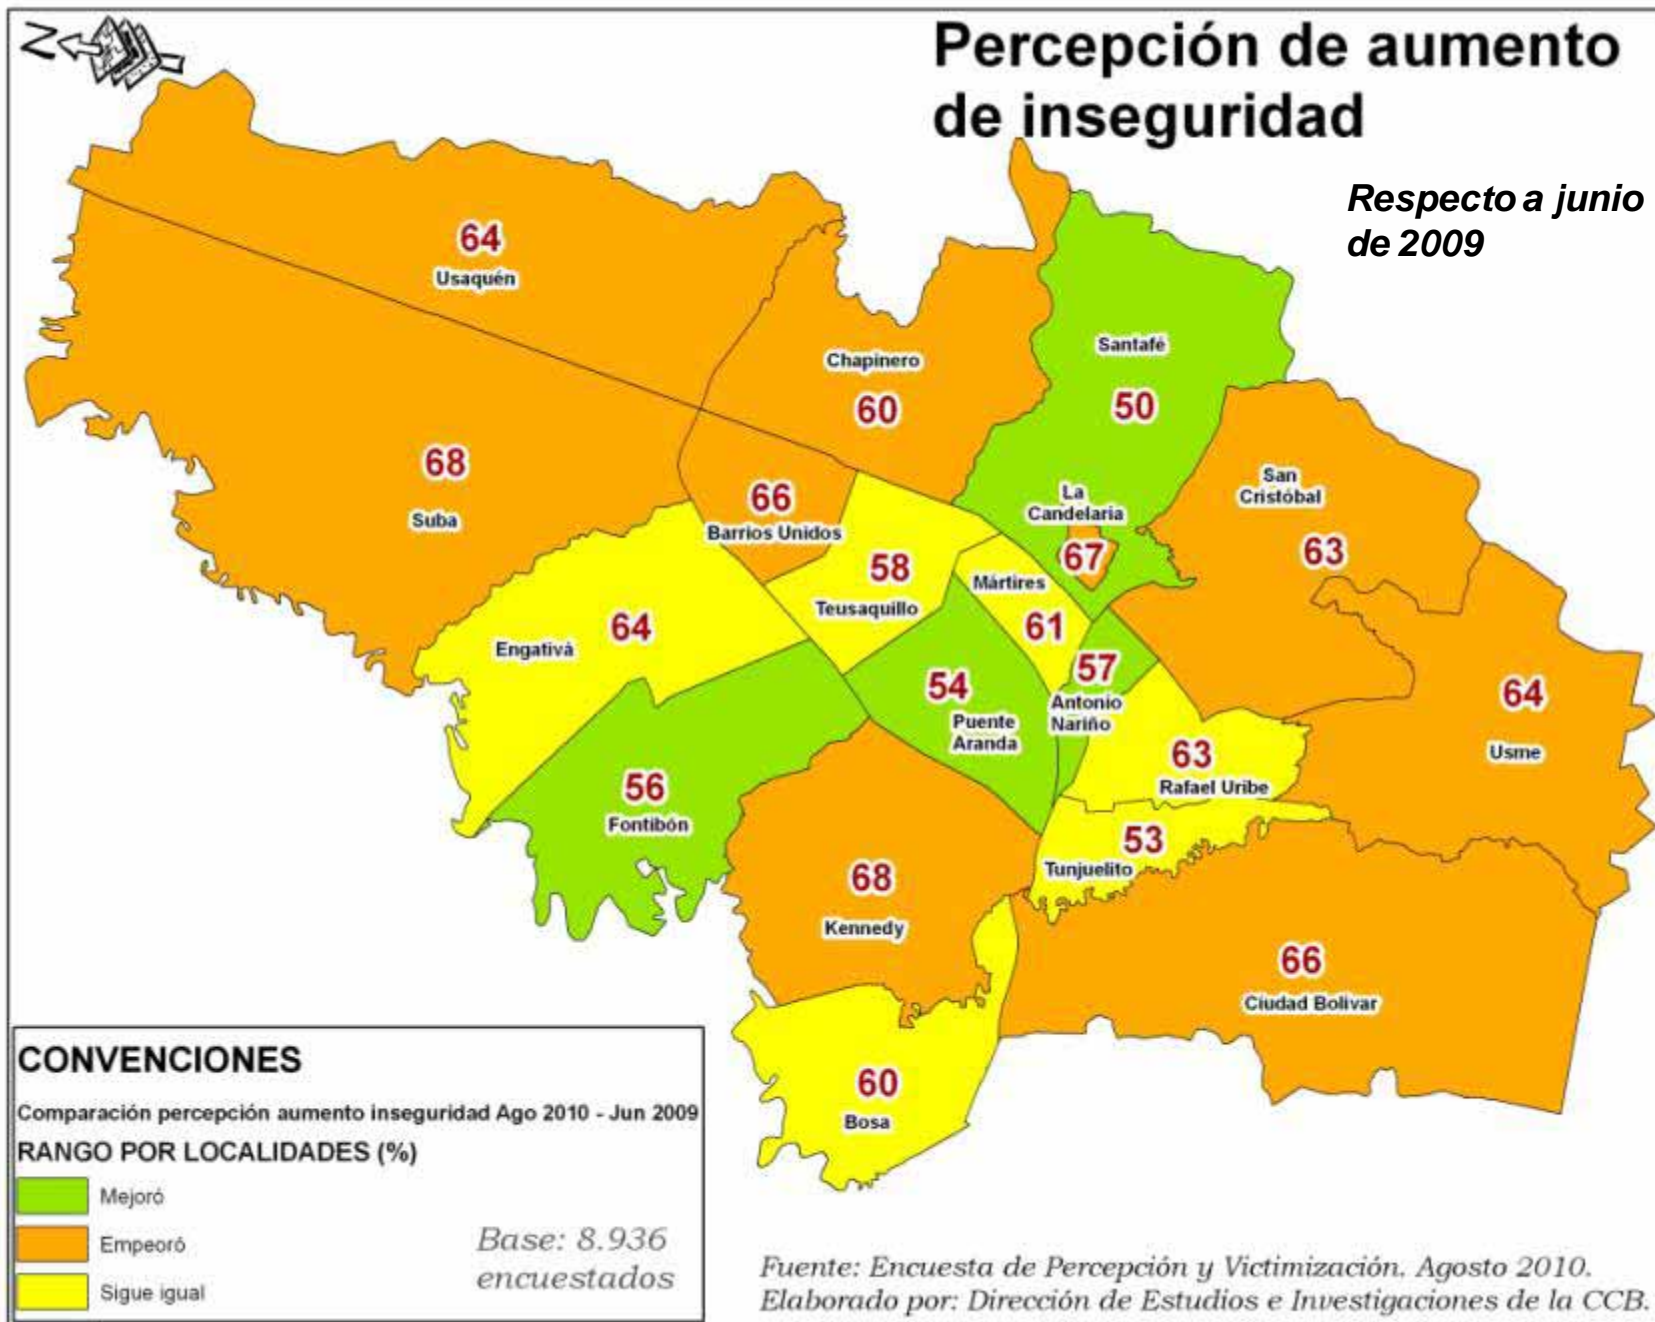 N
Percepción de aumento
de inseguridad
Respecto a junio
de 2009
64
Usaquén
Chapinero
60
Santafé
50
68
Suba
66
Barrios Unidos
La
Candelaria
67
San
Cristóbal
63
58
Teusaquillo
Mártires
61
Engativá
64
57
Antonio
Nariño
54
Puente
Aranda
64
Usme
63
Rafael Uribe
56
Fontibón
53
Tunjuelito
68
Kennedy
66
Ciudad Bolivar
60
Bosa
CONVENCIONES
Comparación percepción aumento inseguridad Ago 2010 - Jun 2009
RANGO POR LOCALIDADES (%)
Mejoró
Empeoró
Sigue igual
Base: 8.936
encuestados
Fuente: Encuesta de Percepción y Victimización. Agosto 2010.
Elaborado por: Dirección de Estudios e Investigaciones de la CCB.